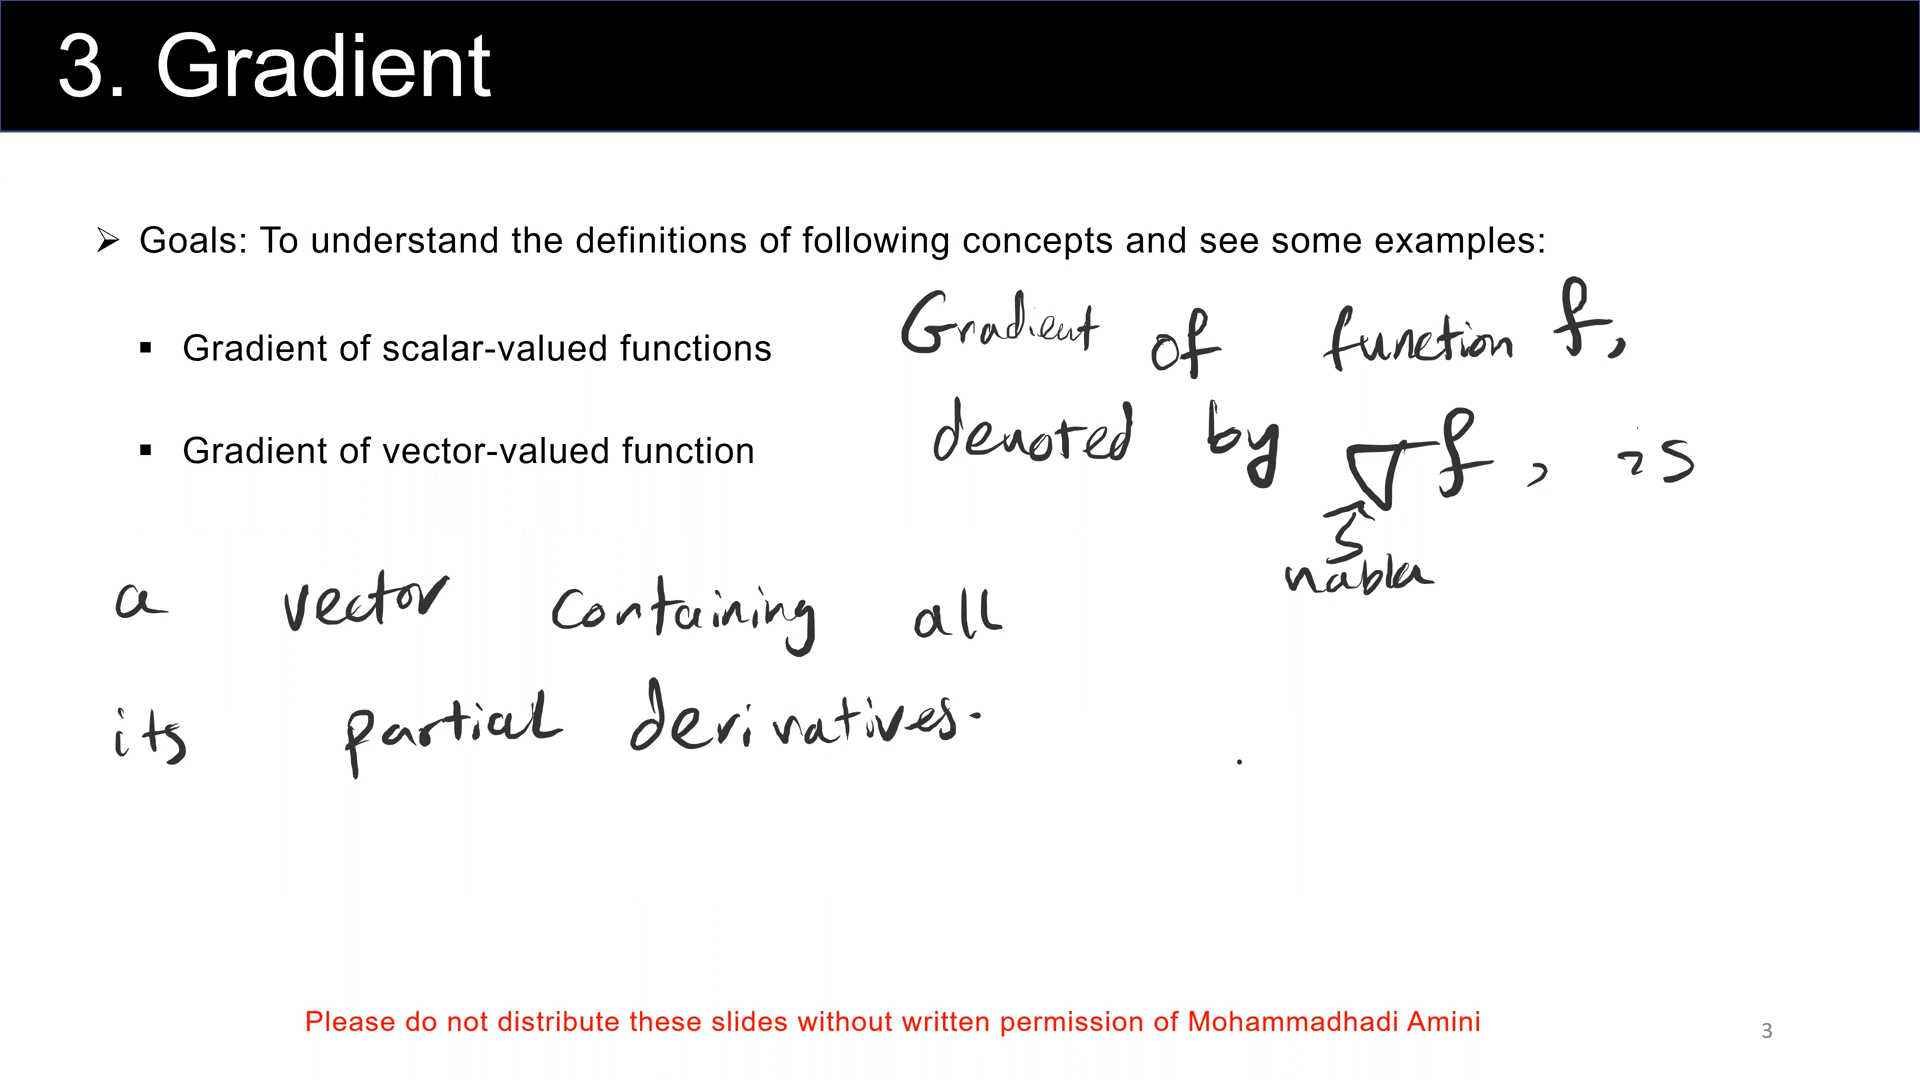 3. Gradient
➢ Goals: To understand the definitions of following concepts and see some examples:
▪ Gradient of scalar-valued functions
▪ Gradient of vector-valued function
Gradient of function f,
denoted by ∇f, is
nabla
a vector containing all
its partial derivatives.
Please do not distribute these slides without written permission of Mohammadhadi Amini
3